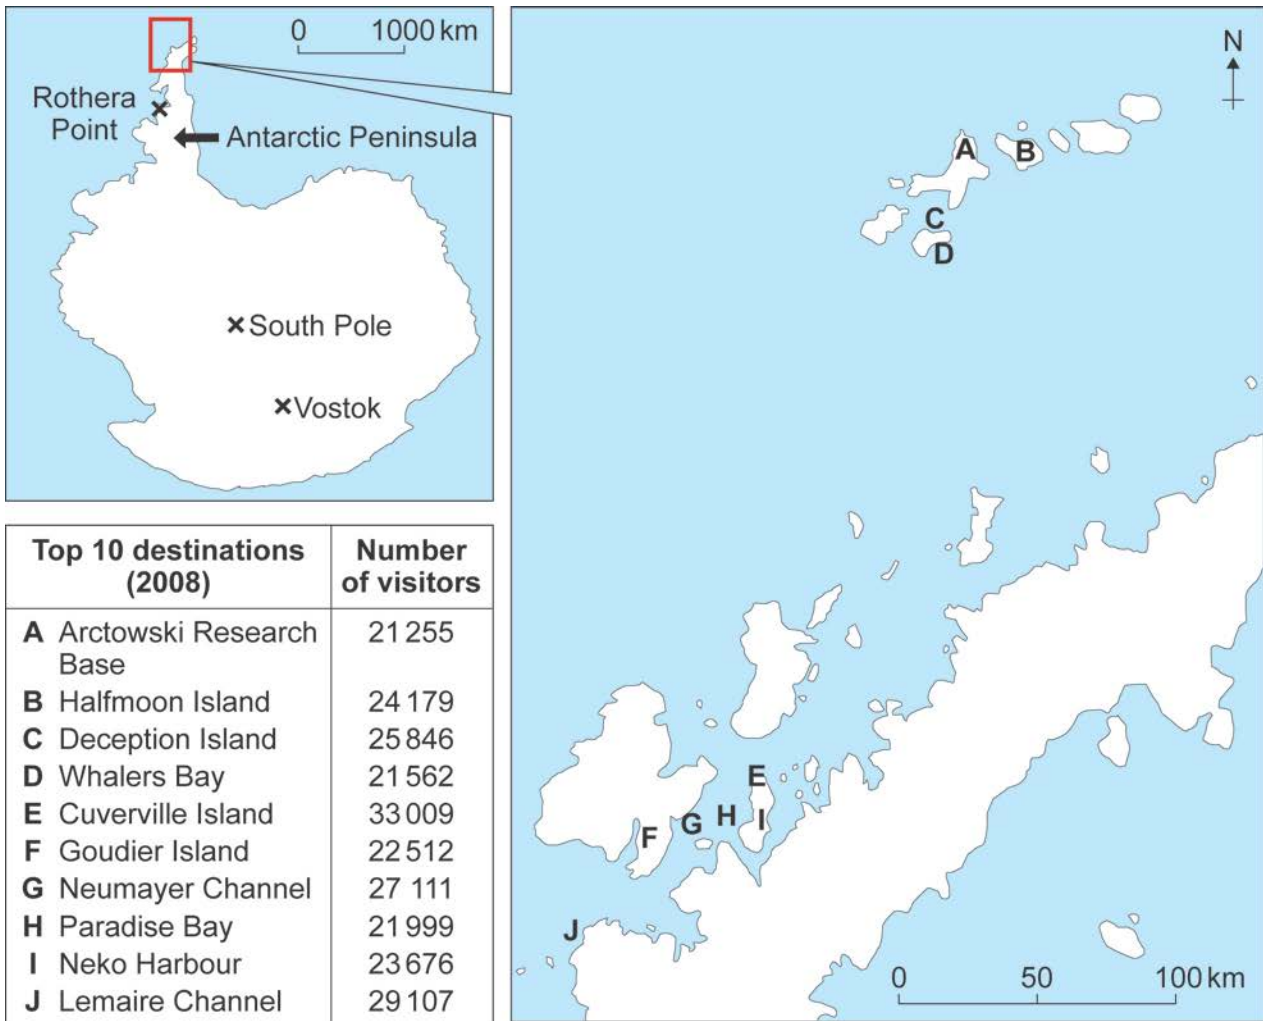 0 1000 km
Rothera
Point
Antarctic Peninsula
South Pole
Vostok
Top 10 destinations Number
(2008) of visitors
A Arctowski Research 21 255
Base
B Halfmoon Island 24 179
C Deception Island 25 846
D Whalers Bay 21 562
E Cuverville Island 33 009
F Goudier Island 22 512
G Neumayer Channel 27 111
H Paradise Bay 21 999
I Neko Harbour 23 676
J Lemaire Channel 29 107
N
A B
C
D
E
F G H I
J
0 50 100 km